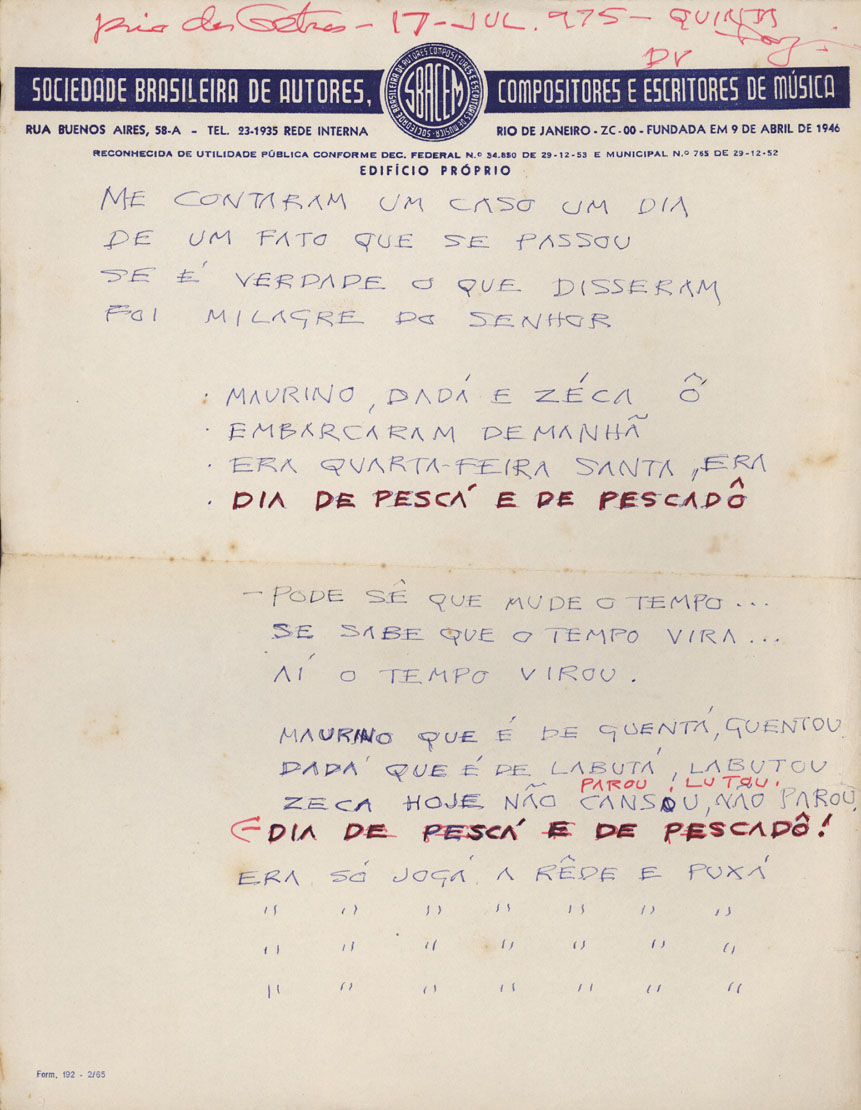 Rio das Ostras - 17 - JUL. 975 - QUINTA
SOCIEDADE BRASILEIRA DE AUTORES, COMPOSITORES E ESCRITORES DE MÚSICA
SBACEM
RUA BUENOS AIRES, 58-A - TEL. 23-1935 REDE INTERNA
RIO DE JANEIRO - ZC-00 - FUNDADA EM 9 DE ABRIL DE 1946
RECONHECIDA DE UTILIDADE PÚBLICA CONFORME DEC. FEDERAL N.º 34.850 DE 29-12-53 E MUNICIPAL N.º 765 DE 29-12-52
EDIFÍCIO PRÓPRIO
ME CONTARAM UM CASO UM DIA
DE UM FATO QUE SE PASSOU
SE É VERDADE O QUE DISSERAM
FOI MILAGRE DO SENHOR
· MAURINO, DADÁ E ZÉCA Ô
· EMBARCARAM DE MANHÃ
· ERA QUARTA-FEIRA SANTA, ERA
· DIA DE PESCÁ E DE PESCADÔ
- PODE SÊ QUE MUDE O TEMPO...
SE SABE QUE O TEMPO VIRA...
AÍ O TEMPO VIROU.
MAURINO QUE É DE GUENTÁ, GUENTOU
DADÁ QUE É DE LABUTÁ, LABUTOU
PAROU, LUTOU.
ZECA HOJE NÃO CANSOU, NÃO PAROU,
DIA DE PESCÁ E DE PESCADÔ!
ERA SÓ JOGÁ A RÊDE E PUXÁ
" " " " " " "
" " " " " " "
" " " " " " "
Form, 192 - 2/65